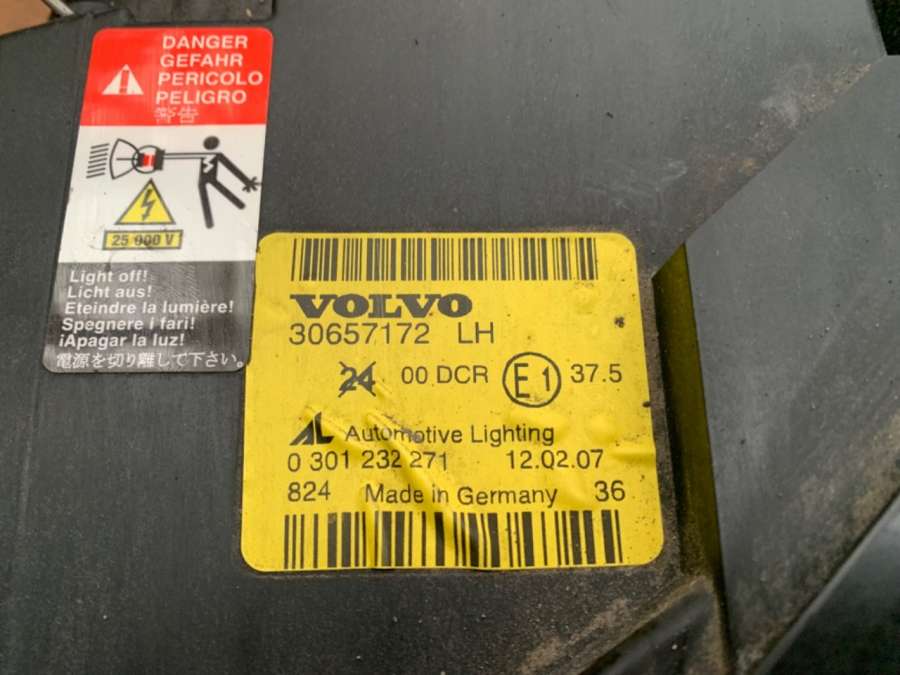 DANGER
GEFAHR
PERICOLO
PELIGRO
警告
25 000 V
Light off!
Licht aus!
Eteindre la lumière!
Spegnere i fari!
¡Apagar la luz!
電源を切り離して下さい。
VOLVO
30657172 LH
24 00 DCR E1 37.5
AL Automotive Lighting
0 301 232 271 12.02.07
824 Made in Germany 36